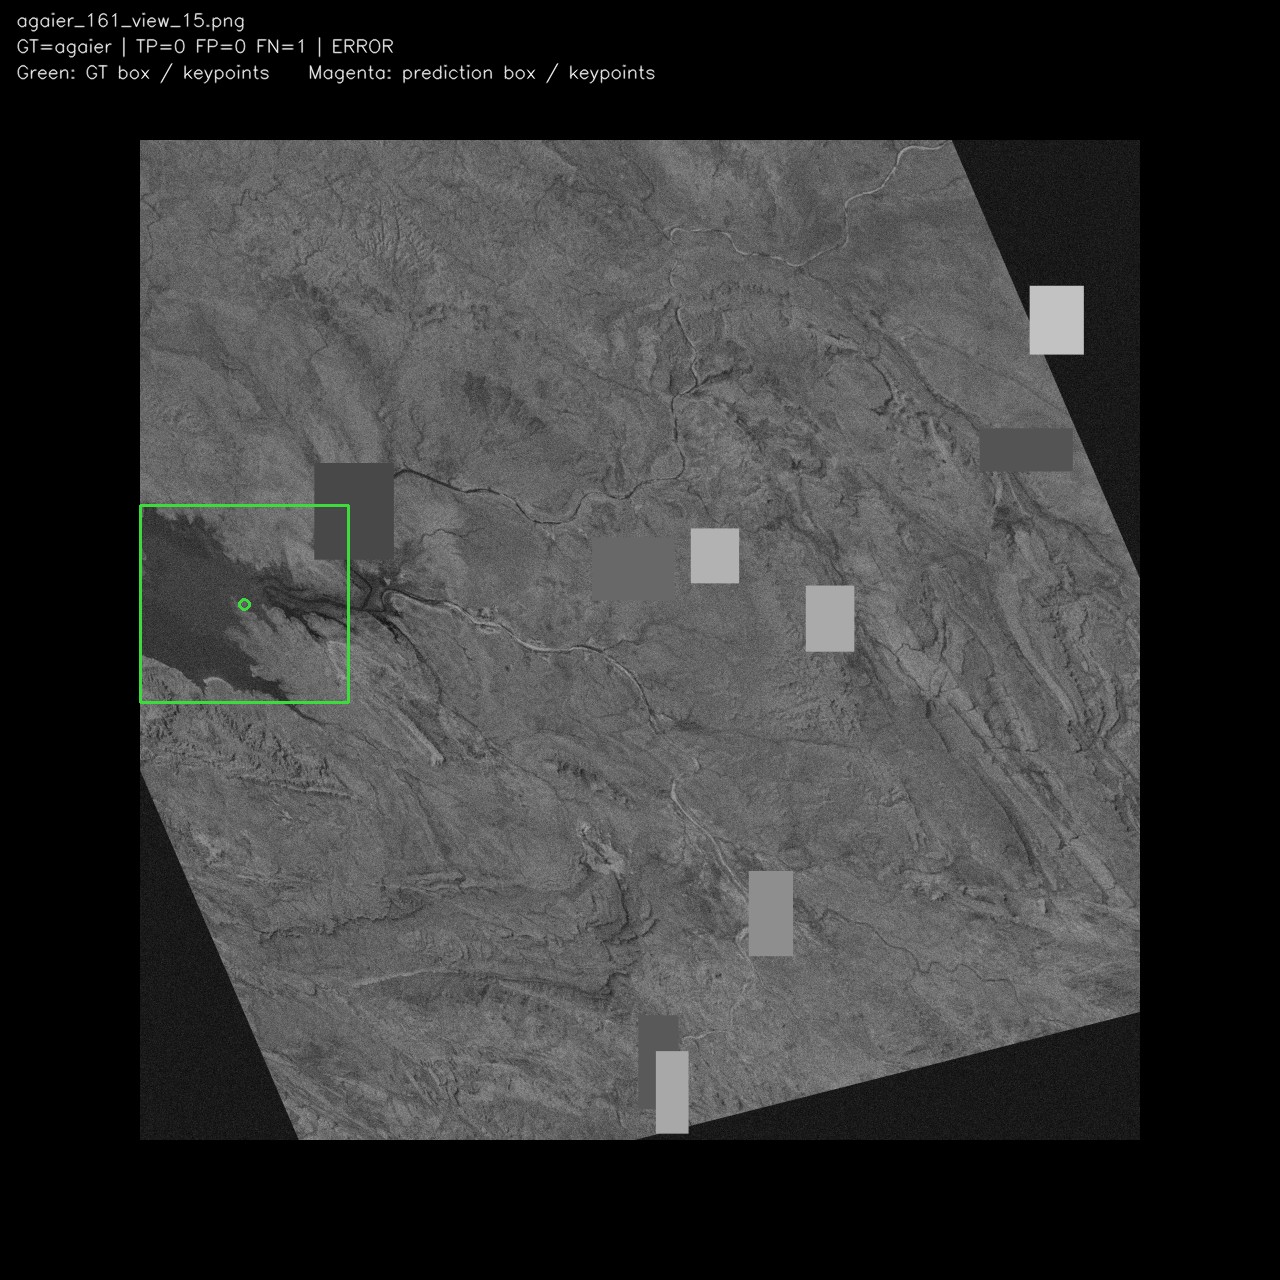 agaier_161_view_15.png
GT=agaier | TP=0 FP=0 FN=1 | ERROR
Green: GT box / keypoints    Magenta: prediction box / keypoints